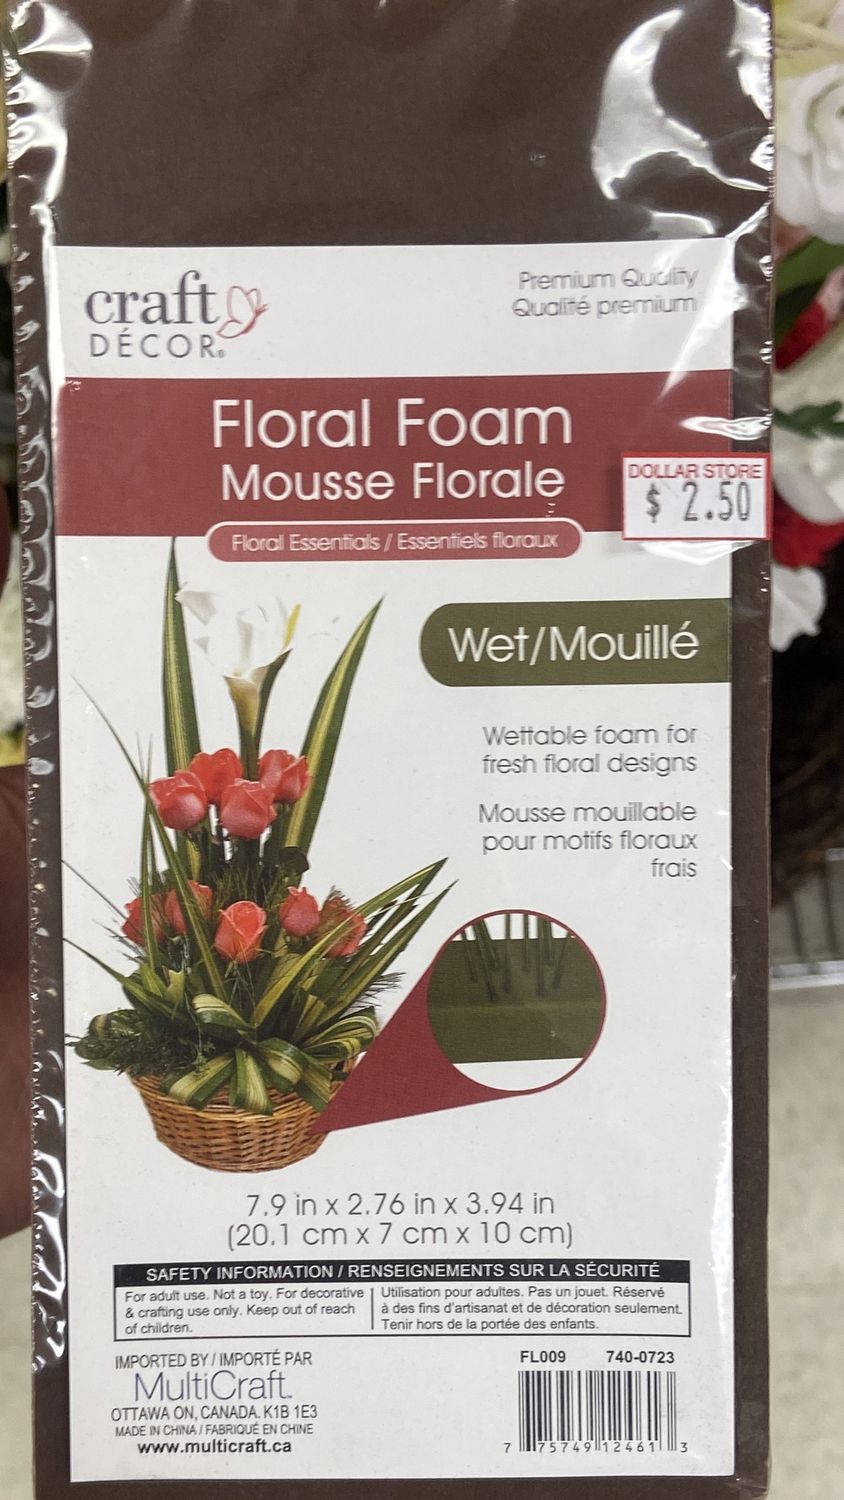 craft
DÉCOR®
Premium Quality
Qualité premium
Floral Foam
Mousse Florale
DOLLAR STORE
$ 2.50
Floral Essentials / Essentiels floraux
Wet/Mouillé
Wettable foam for
fresh floral designs
Mousse mouillable
pour motifs floraux
frais
7.9 in x 2.76 in x 3.94 in
(20.1 cm x 7 cm x 10 cm)
SAFETY INFORMATION / RENSEIGNEMENTS SUR LA SÉCURITÉ
For adult use. Not a toy. For decorative
& crafting use only. Keep out of reach
of children.
Utilisation pour adultes. Pas un jouet. Réservé
à des fins d'artisanat et de décoration seulement.
Tenir hors de la portée des enfants.
IMPORTED BY / IMPORTÉ PAR
MultiCraft
OTTAWA ON, CANADA. K1B 1E3
MADE IN CHINA / FABRIQUÉ EN CHINE
www.multicraft.ca
FL009 740-0723
7 75749 12461 3